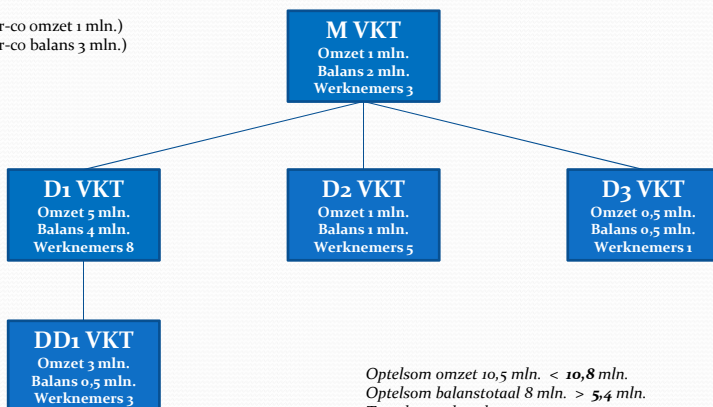 r-co omzet 1 mln.)
r-co balans 3 mln.)
M VKT
Omzet 1 mln.
Balans 2 mln.
Werknemers 3
D1 VKT
Omzet 5 mln.
Balans 4 mln.
Werknemers 8
D2 VKT
Omzet 1 mln.
Balans 1 mln.
Werknemers 5
D3 VKT
Omzet 0,5 mln.
Balans 0,5 mln.
Werknemers 1
DD1 VKT
Omzet 3 mln.
Balans 0,5 mln.
Werknemers 3
Optelsom omzet 10,5 mln. < 10,8 mln.
Optelsom balanstotaal 8 mln. > 5,4 mln.